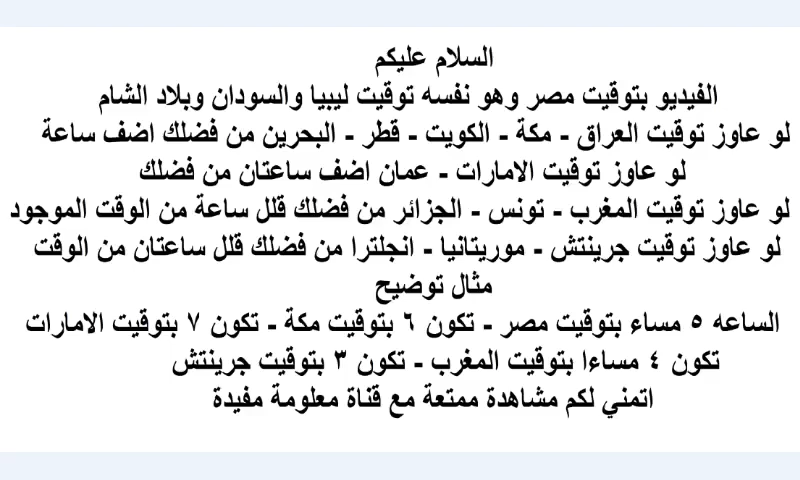 السلام عليكم
الفيديو بتوقيت مصر وهو نفسه توقيت ليبيا والسودان وبلاد الشام
لو عاوز توقيت العراق - مكة - الكويت - قطر - البحرين من فضلك اضف ساعة
لو عاوز توقيت الامارات - عمان اضف ساعتان من فضلك
لو عاوز توقيت المغرب - تونس - الجزائر من فضلك قلل ساعة من الوقت الموجود
لو عاوز توقيت جرينتش - موريتانيا - انجلترا من فضلك قلل ساعتان من الوقت
مثال توضيح
الساعه ٥ مساء بتوقيت مصر - تكون ٦ بتوقيت مكة - تكون ٧ بتوقيت الامارات
تكون ٤ مساءا بتوقيت المغرب - تكون ٣ بتوقيت جرينتش
اتمني لكم مشاهدة ممتعة مع قناة معلومة مفيدة